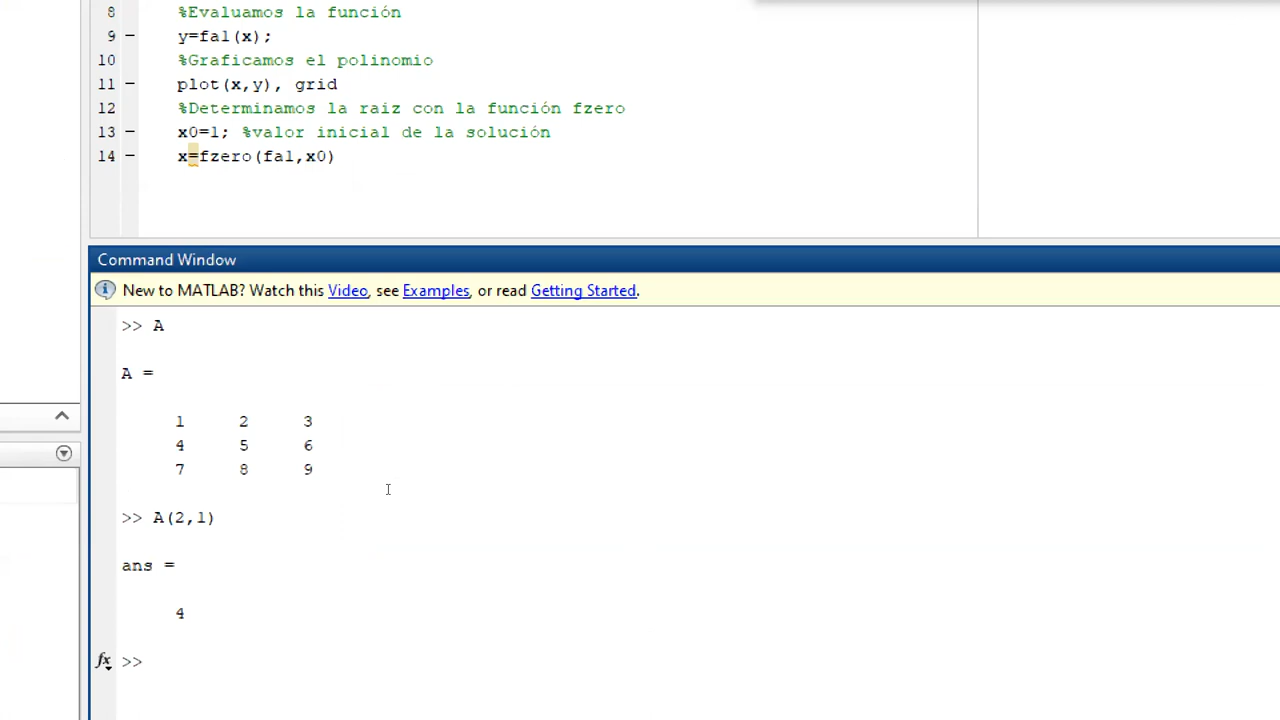 8 %Evaluamos la función
9 – y=fa1(x);
10 %Graficamos el polinomio
11 – plot(x,y), grid
12 %Determinamos la raiz con la función fzero
13 – x0=1; %valor inicial de la solución
14 – x=fzero(fa1,x0)
Command Window
New to MATLAB? Watch this Video, see Examples, or read Getting Started.
>> A
A =
1 2 3
4 5 6
7 8 9
>> A(2,1)
ans =
4
fx >>